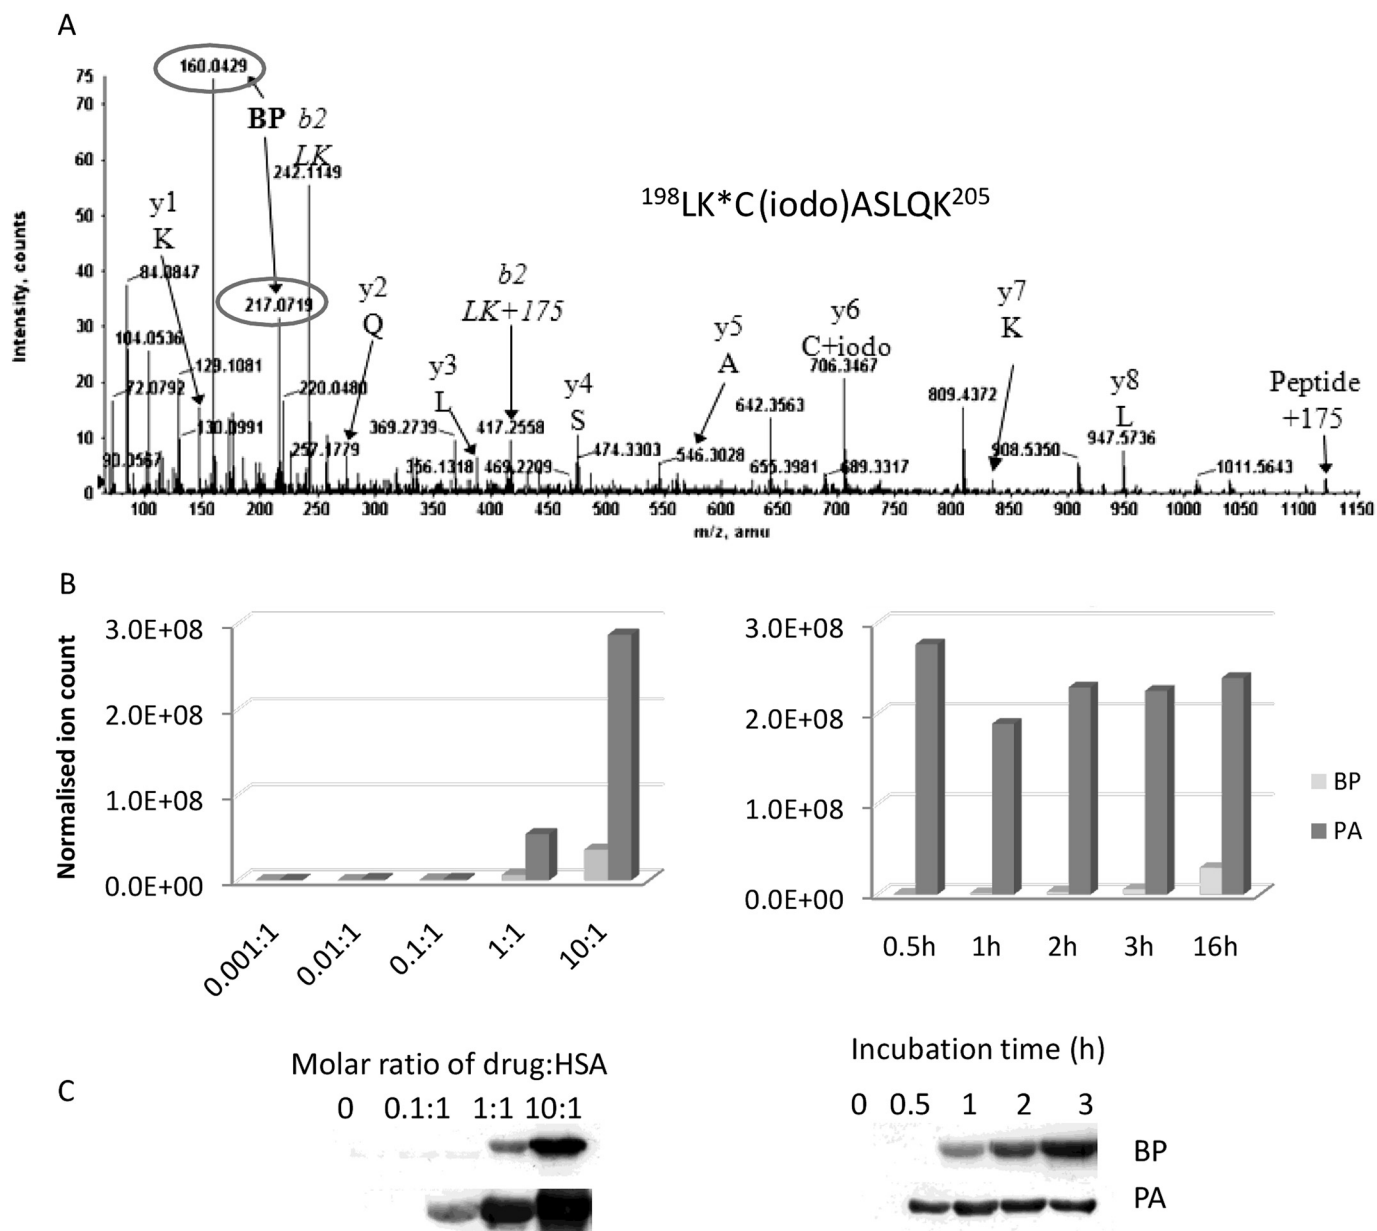 A
75
70
60
50
40
30
20
10
0
Intensity, counts
160.0429
BP
b2
LK
242.1149
y1
K
84.0847
104.0536
72.0792
129.1081
130.0991
90.0567
217.0719
220.0480
257.1779
y2
Q
369.2739
356.1318
y3
L
b2
LK+175
417.2558
469.2209
y4
S
474.3303
546.3028
y5
A
198LK*C(iodo)ASLQK205
642.3563
655.3981
y6
C+iodo
706.3467
689.3317
809.4372
y7
K
908.5350
y8
L
947.5736
1011.5643
Peptide
+175
100 150 200 250 300 350 400 450 500 550 600 650 700 750 800 850 900 950 1000 1050 1100 1150
m/z, amu
B
Normalised ion count
3.0E+08
2.0E+08
1.0E+08
0.0E+00
0.001:1 0.01:1 0.1:1 1:1 10:1
3.0E+08
2.0E+08
1.0E+08
0.0E+00
0.5h 1h 2h 3h 16h
BP
PA
C
Molar ratio of drug:HSA
0 0.1:1 1:1 10:1
Incubation time (h)
0 0.5 1 2 3
BP
PA